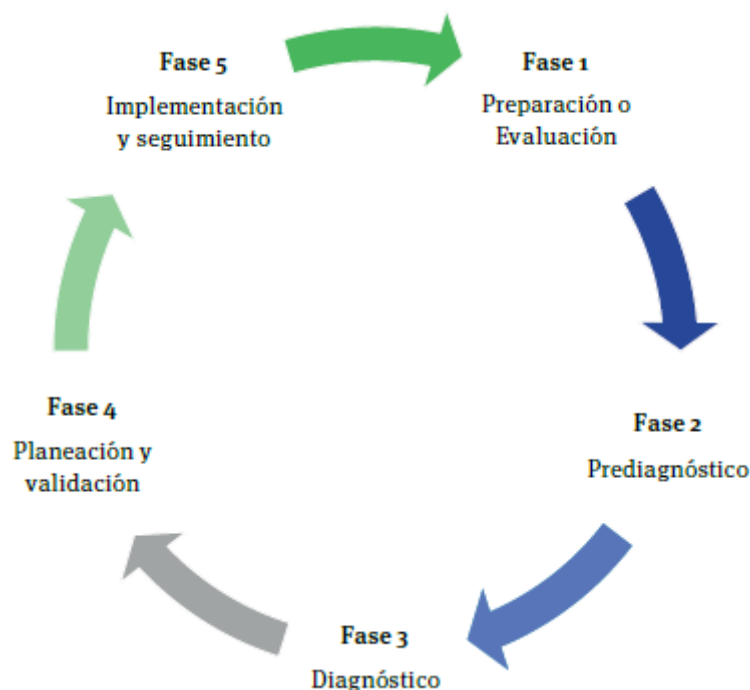 Fase 1
Preparación o
Evaluación
Fase 2
Prediagnóstico
Fase 3
Diagnóstico
Fase 4
Planeación y
validación
Fase 5
Implementación
y seguimiento